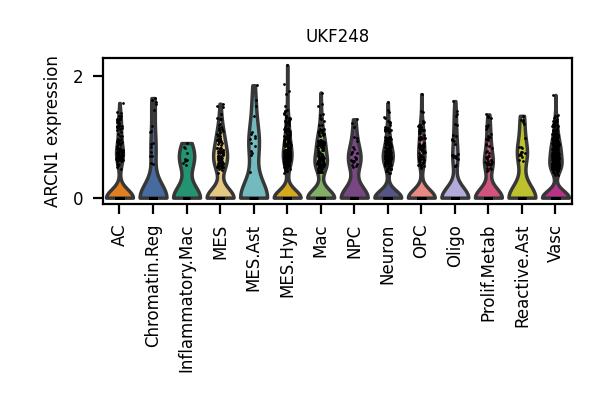 UKF248
ARCN1 expression
2
0
AC
Chromatin.Reg
Inflammatory.Mac
MES
MES.Ast
MES.Hyp
Mac
NPC
Neuron
OPC
Oligo
Prolif.Metab
Reactive.Ast
Vasc